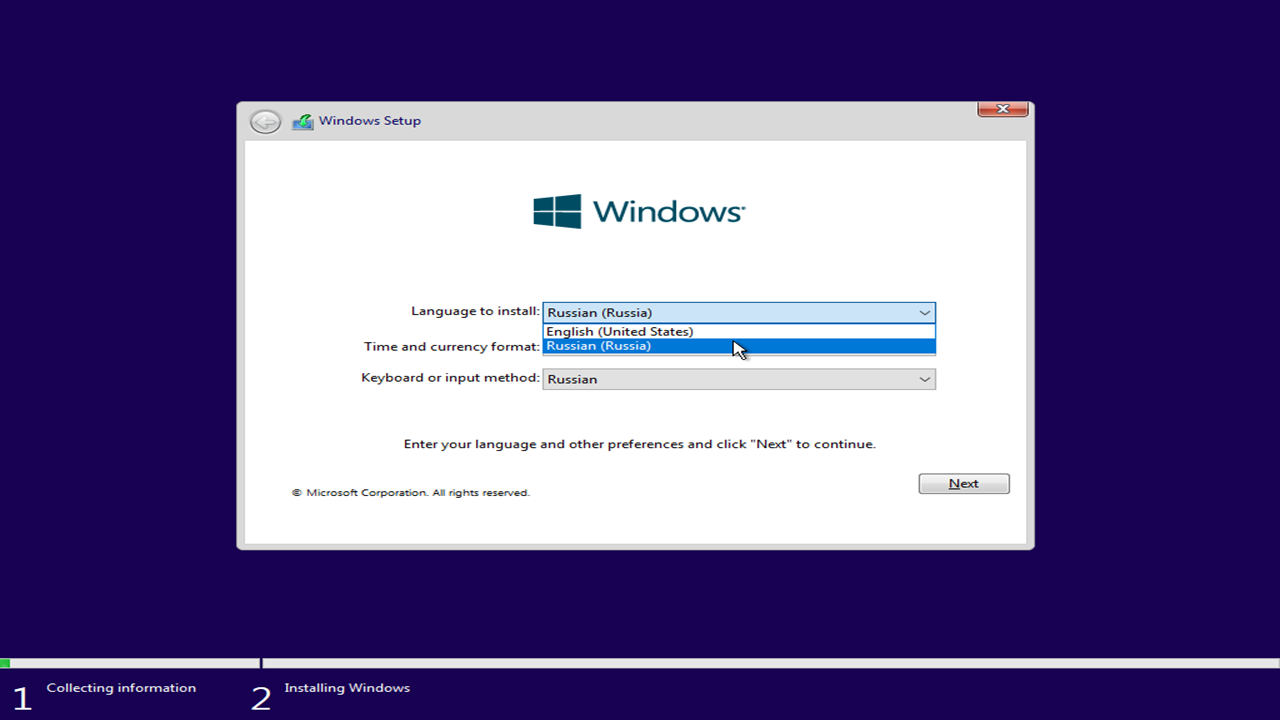 Windows Setup
Windows
Language to install: Russian (Russia)
English (United States)
Time and currency format: Russian (Russia)
Keyboard or input method: Russian
Enter your language and other preferences and click "Next" to continue.
© Microsoft Corporation. All rights reserved.
Next
1 Collecting information 2 Installing Windows